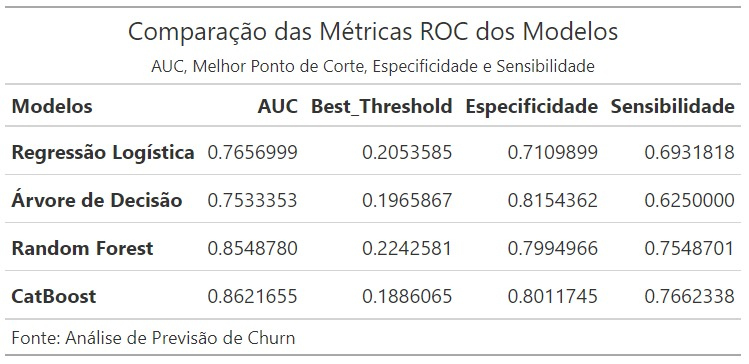 Comparação das Métricas ROC dos Modelos
AUC, Melhor Ponto de Corte, Especificidade e Sensibilidade
Modelos AUC Best_Threshold Especificidade Sensibilidade
Regressão Logística 0.7656999 0.2053585 0.7109899 0.6931818
Árvore de Decisão 0.7533353 0.1965867 0.8154362 0.6250000
Random Forest 0.8548780 0.2242581 0.7994966 0.7548701
CatBoost 0.8621655 0.1886065 0.8011745 0.7662338
Fonte: Análise de Previsão de Churn